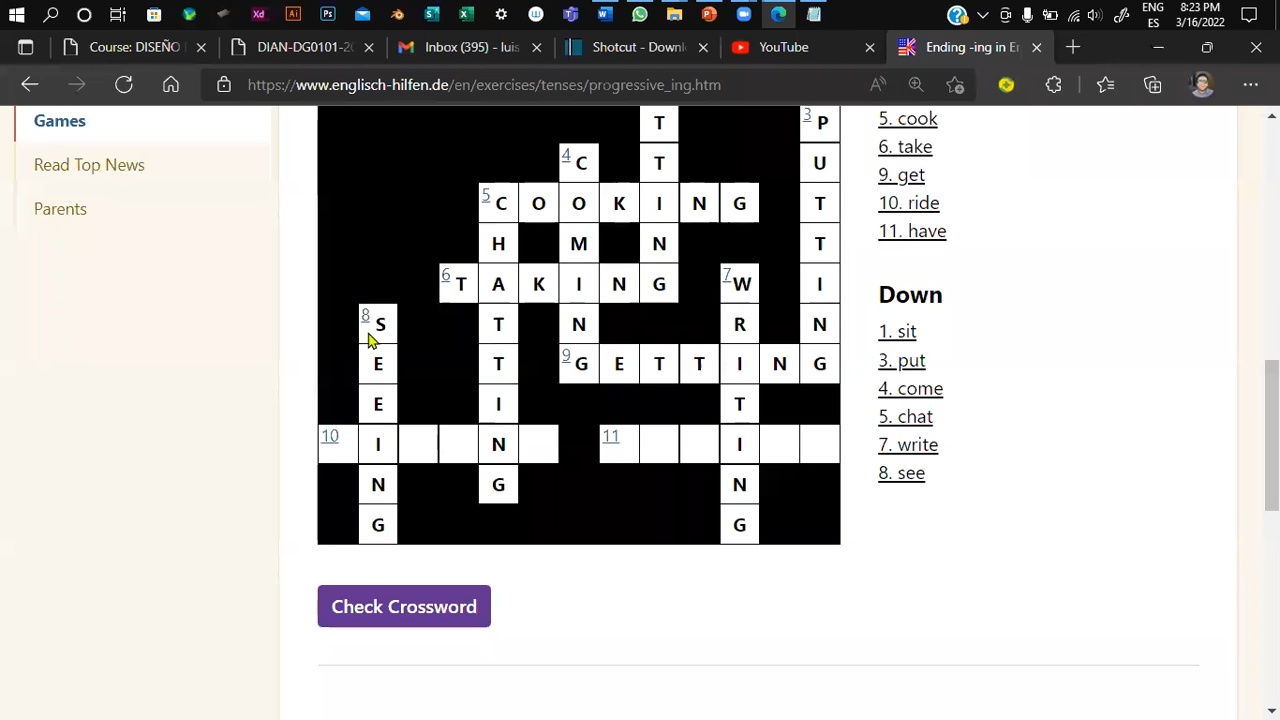 ENG
ES
8:23 PM
3/16/2022
Course: DISEÑO
DIAN-DG0101-20
Inbox (395) - luis
Shotcut - Downl
YouTube
Ending -ing in En
https://www.englisch-hilfen.de/en/exercises/tenses/progressive_ing.htm
Games
Read Top News
Parents
T 3 P
4 C T U
5 C O O K I N G T
H M N T
6 T A K I N G 7 W I
8 S T N R N
E T 9 G E T T I N G
E I T
10 I N 11 I
N G N
G G
Check Crossword
5. cook
6. take
9. get
10. ride
11. have
Down
1. sit
3. put
4. come
5. chat
7. write
8. see